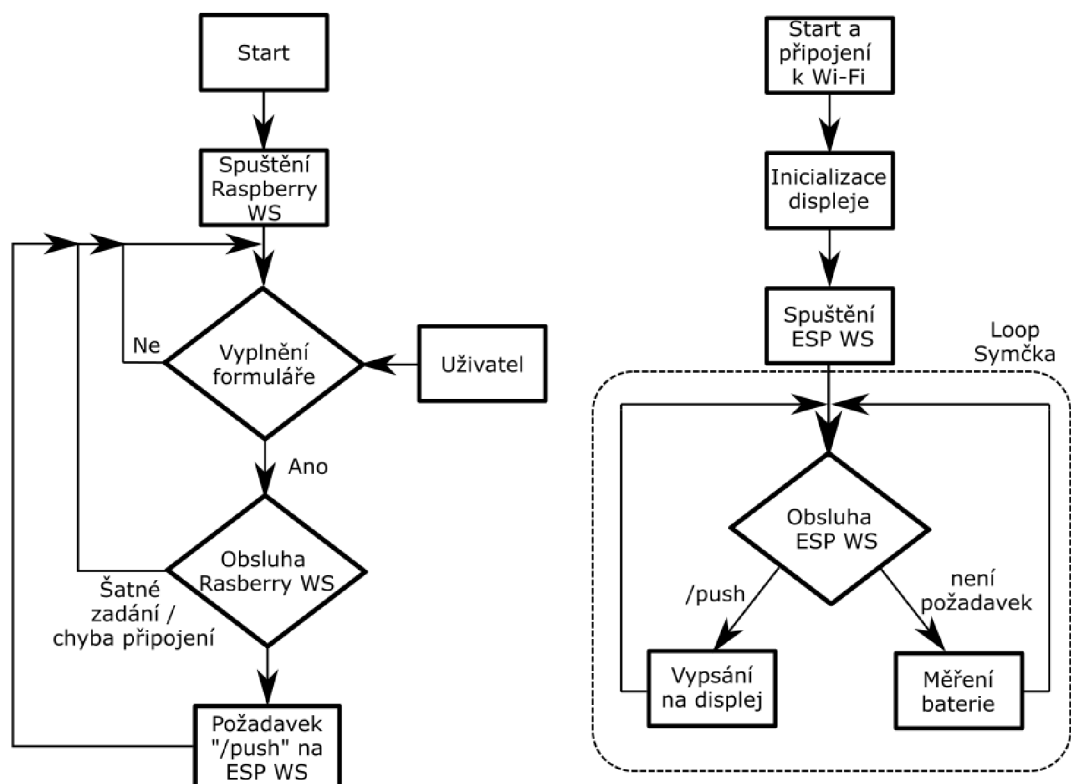 Start
Spuštění
Raspberry
WS
Ne
Vyplnění
formuláře
Uživatel
Ano
Obsluha
Rasberry WS
Šatné
zadání /
chyba připojení
Požadavek
"/push" na
ESP WS
Start a
připojení
k Wi-Fi
Inicializace
displeje
Spuštění
ESP WS
Loop
Symčka
Obsluha
ESP WS
/push
není
požadavek
Vypsání
na displej
Měření
baterie